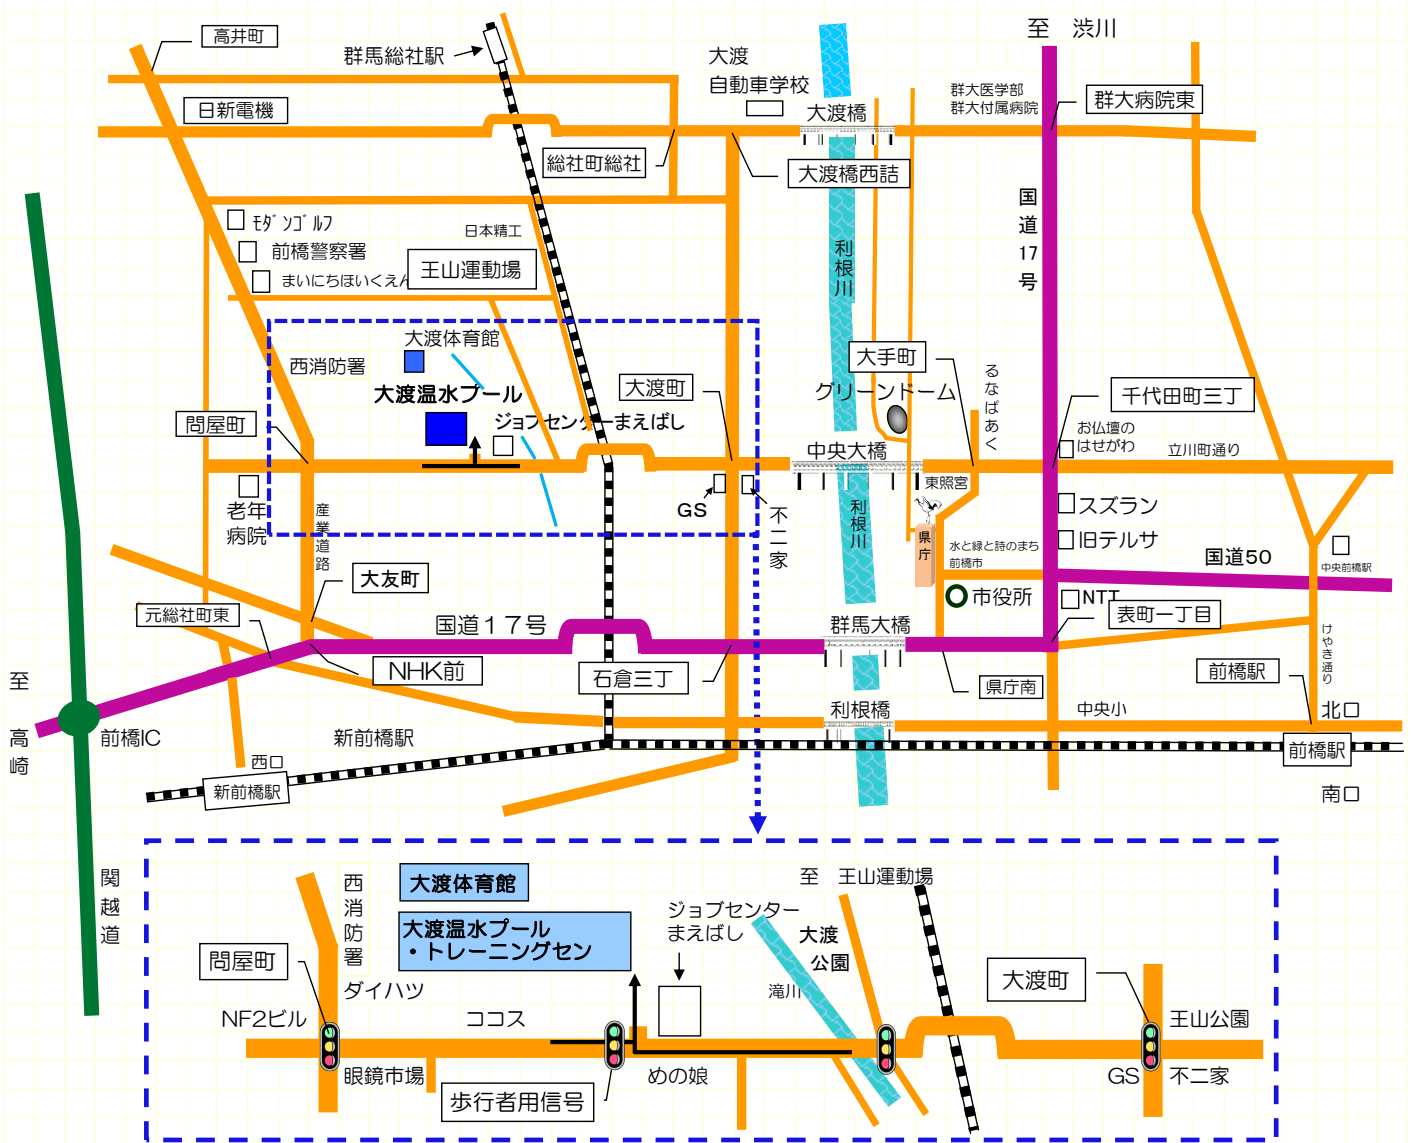 至 渋川
高井町
群馬総社駅
大渡
自動車学校
群大医学部
群大付属病院
群大病院東
日新電機
大渡橋
総社町総社
大渡橋西詰
国道17号
ﾓﾀﾞﾝｺﾞﾙﾌ
日本精工
前橋警察署
王山運動場
まいにちほいくえん
利根川
大渡体育館
西消防署
大手町
るなぱあく
大渡温水プール
大渡町
グリーンドーム
千代田町三丁
問屋町
ジョブセンターまえばし
お仏壇の
はせがわ
中央大橋
立川町通り
東照宮
老年
病院
産業道路
GS
不二家
利根川
県庁
スズラン
旧テルサ
水と緑と詩のまち
前橋市
国道50
中央前橋駅
大友町
市役所
NTT
元総社町東
国道１７号
群馬大橋
表町一丁目
けやき通り
NHK前
石倉三丁
県庁南
前橋駅
至 高崎
利根橋
中央小
北口
前橋IC
新前橋駅
西口
前橋駅
新前橋駅
南口
関越道
西消防署
大渡体育館
至 王山運動場
大渡温水プール
・トレーニングセン
ジョブセンター
まえばし
大渡
公園
問屋町
大渡町
ダイハツ
滝川
NF2ビル
ココス
王山公園
眼鏡市場
めの娘
GS
不二家
歩行者用信号